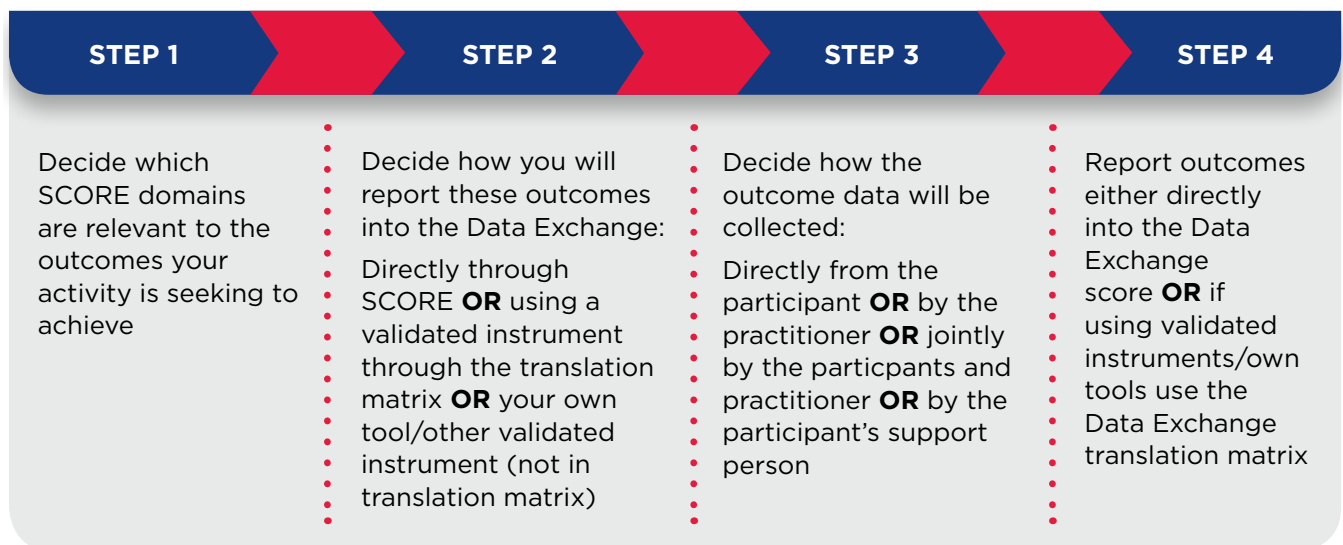 STEP 1
STEP 2
STEP 3
STEP 4
Decide which
SCORE domains
are relevant to the
outcomes your
activity is seeking to
achieve
Decide how you will
report these outcomes
into the Data Exchange:
Directly through
SCORE OR using a
validated instrument
through the translation
matrix OR your own
tool/other validated
instrument (not in
translation matrix)
Decide how the
outcome data will be
collected:
Directly from the
participant OR by the
practitioner OR jointly
by the particpants and
practitioner OR by the
participant's support
person
Report outcomes
either directly
into the Data
Exchange
score OR if
using validated
instruments/own
tools use the
Data Exchange
translation matrix